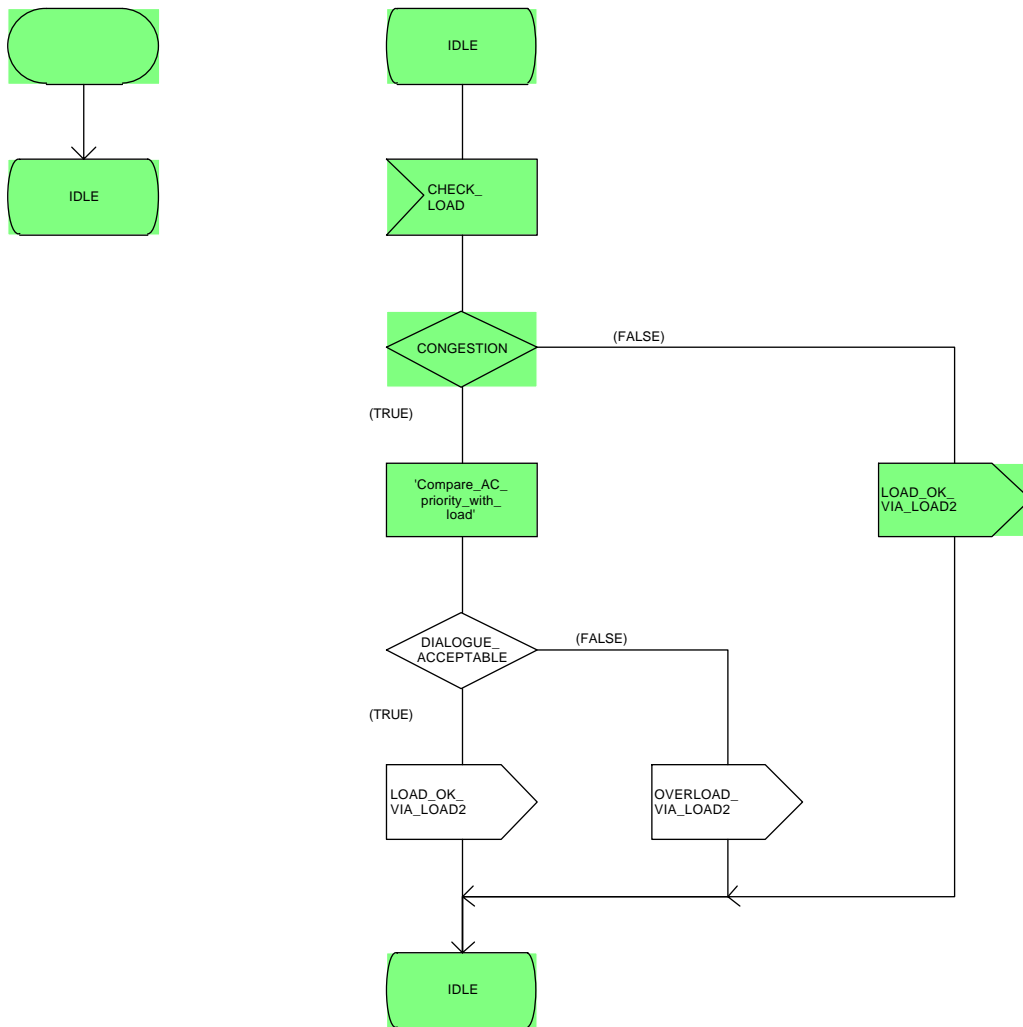 IDLE
IDLE
CHECK_
LOAD
CONGESTION
(FALSE)
(TRUE)
'Compare_AC_
priority_with_
load'
LOAD_OK_
VIA_LOAD2
DIALOGUE_
ACCEPTABLE
(FALSE)
(TRUE)
LOAD_OK_
VIA_LOAD2
OVERLOAD_
VIA_LOAD2
IDLE